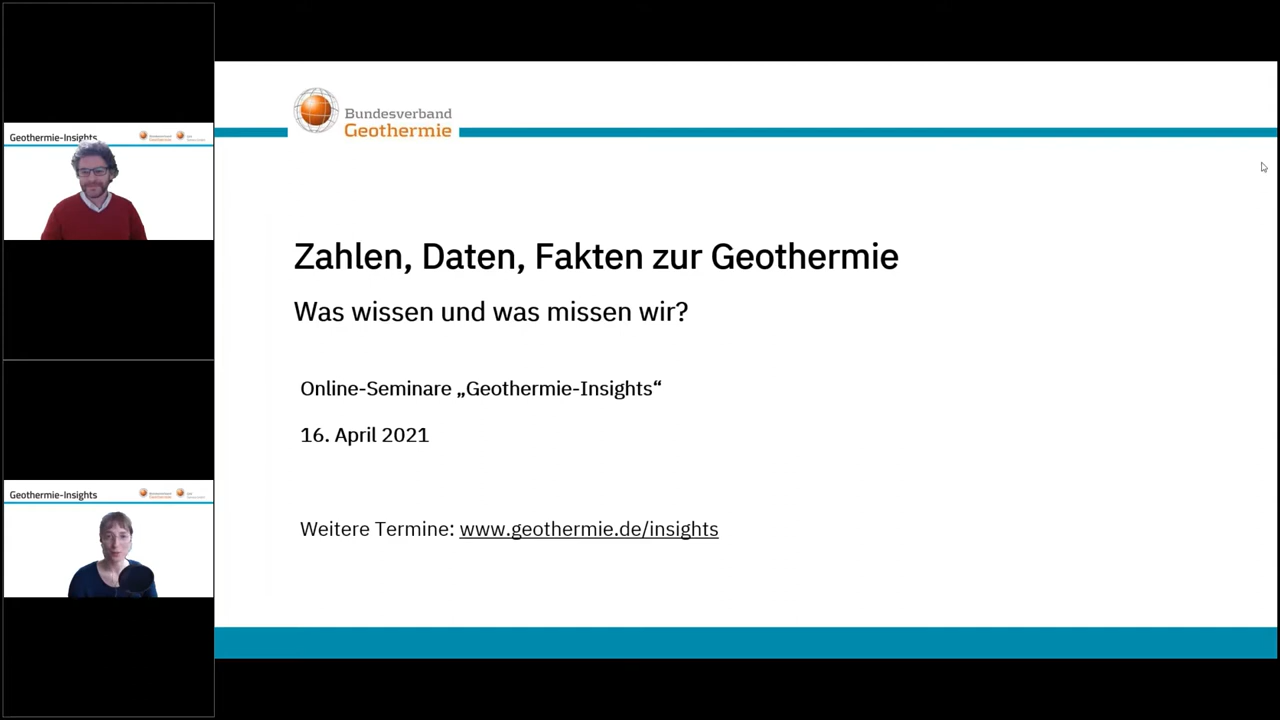 Geothermie-Insights
Bundesverband
Geothermie
Zahlen, Daten, Fakten zur Geothermie
Was wissen und was missen wir?
Online-Seminare „Geothermie-Insights“
16. April 2021
Weitere Termine: www.geothermie.de/insights
Geothermie-Insights